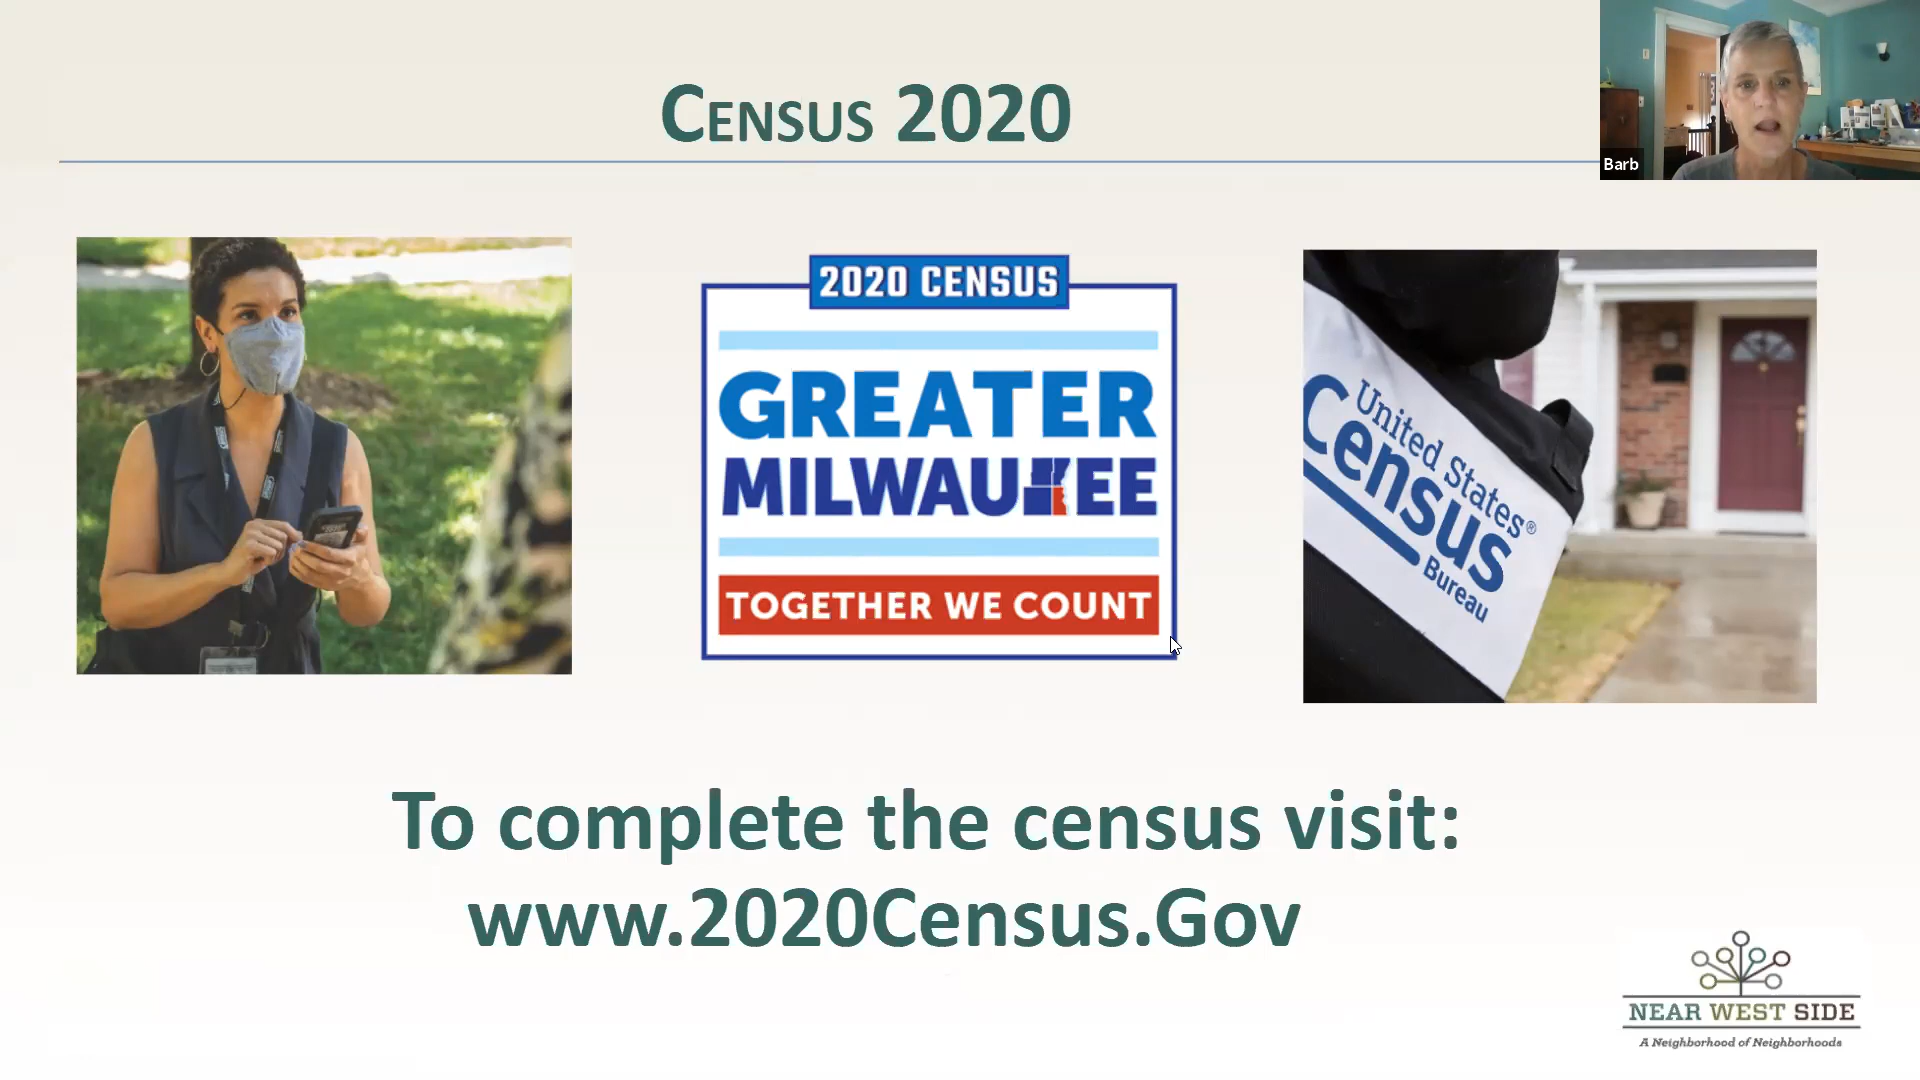 Census 2020
Barb
2020 CENSUS
GREATER
MILWAUKEE
TOGETHER WE COUNT
United States®
Census
Bureau
To complete the census visit:
www.2020Census.Gov
NEAR WEST SIDE
A Neighborhood of Neighborhoods